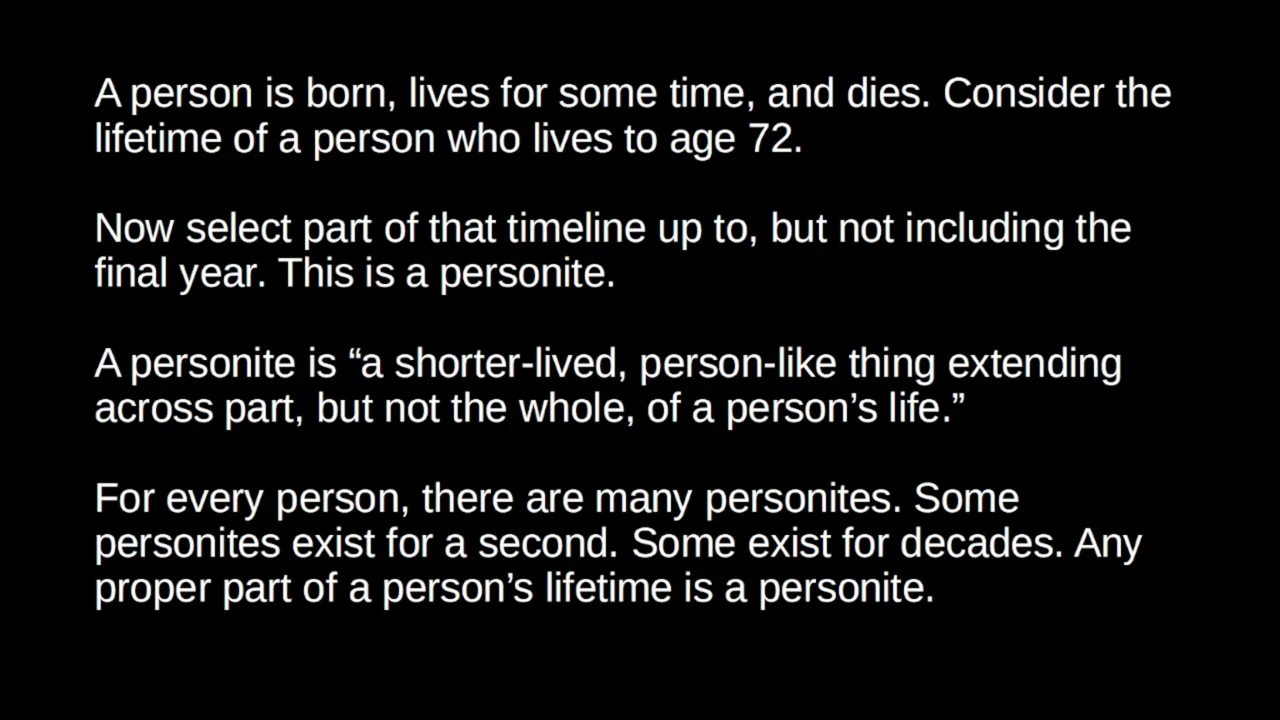 A person is born, lives for some time, and dies. Consider the
lifetime of a person who lives to age 72.
Now select part of that timeline up to, but not including the
final year. This is a personite.
A personite is “a shorter-lived, person-like thing extending
across part, but not the whole, of a person’s life.”
For every person, there are many personites. Some
personites exist for a second. Some exist for decades. Any
proper part of a person’s lifetime is a personite.